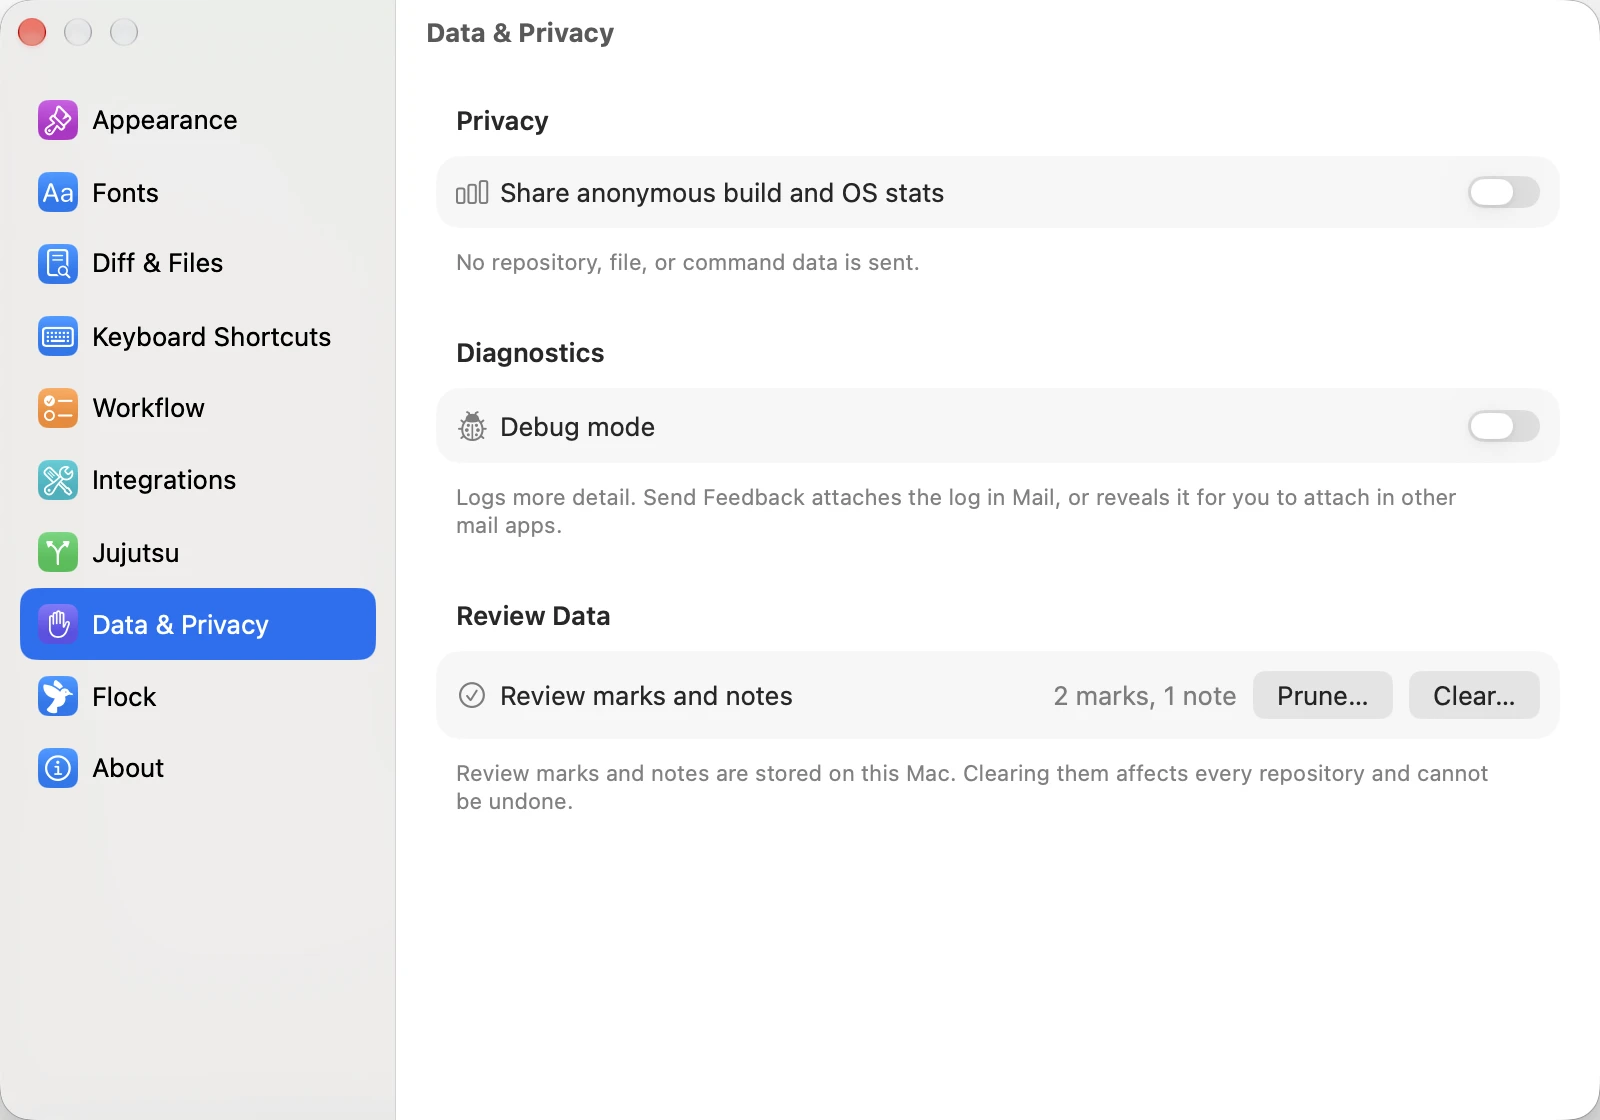 Data & Privacy
Appearance
Aa Fonts
Diff & Files
Keyboard Shortcuts
Workflow
Integrations
Jujutsu
Data & Privacy
Flock
About
Privacy
Share anonymous build and OS stats
No repository, file, or command data is sent.
Diagnostics
Debug mode
Logs more detail. Send Feedback attaches the log in Mail, or reveals it for you to attach in other
mail apps.
Review Data
Review marks and notes 2 marks, 1 note Prune... Clear...
Review marks and notes are stored on this Mac. Clearing them affects every repository and cannot
be undone.